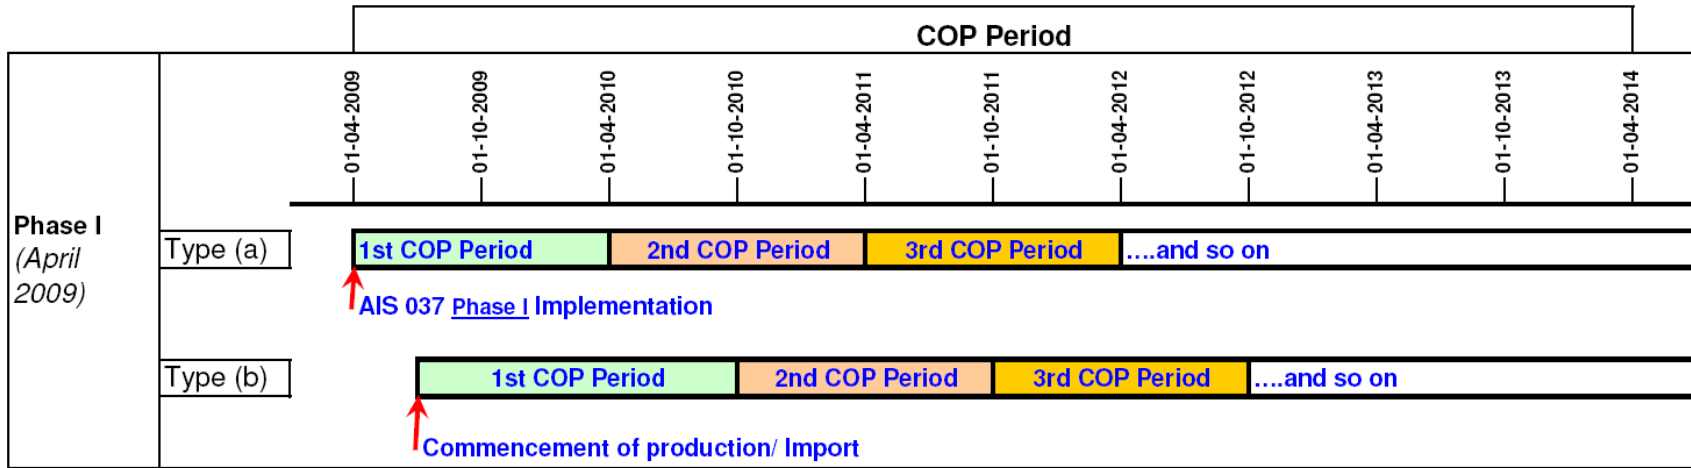 COP Period
01-04-2009
01-10-2009
01-04-2010
01-10-2010
01-04-2011
01-10-2011
01-04-2012
01-10-2012
01-04-2013
01-10-2013
01-04-2014
Phase I
(April
2009)
Type (a)
1st COP Period
2nd COP Period
3rd COP Period
....and so on
AIS 037 Phase I Implementation
Type (b)
1st COP Period
2nd COP Period
3rd COP Period
....and so on
Commencement of production/ Import